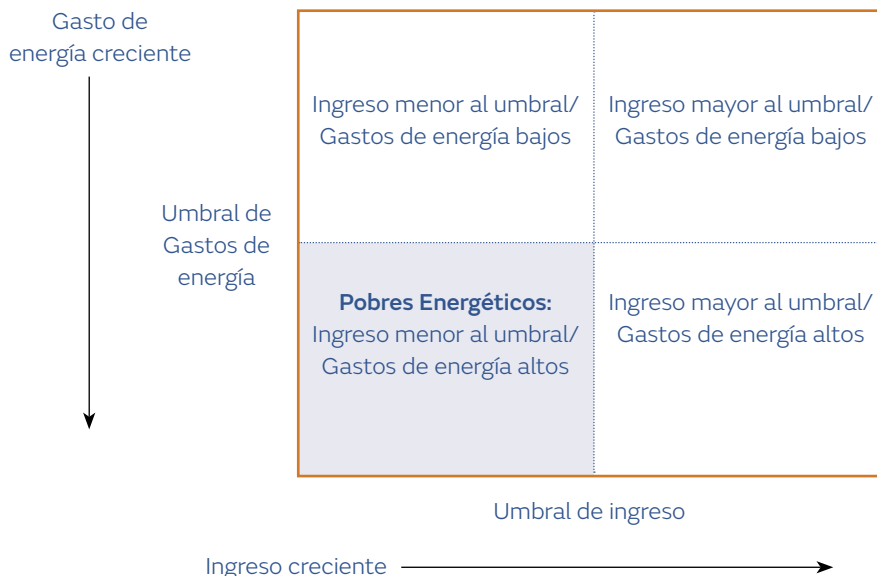 Gasto de
energía creciente
Ingreso menor al umbral/
Gastos de energía bajos
Ingreso mayor al umbral/
Gastos de energía bajos
Umbral de
Gastos de
energía
Pobres Energéticos:
Ingreso menor al umbral/
Gastos de energía altos
Ingreso mayor al umbral/
Gastos de energía altos
Umbral de ingreso
Ingreso creciente